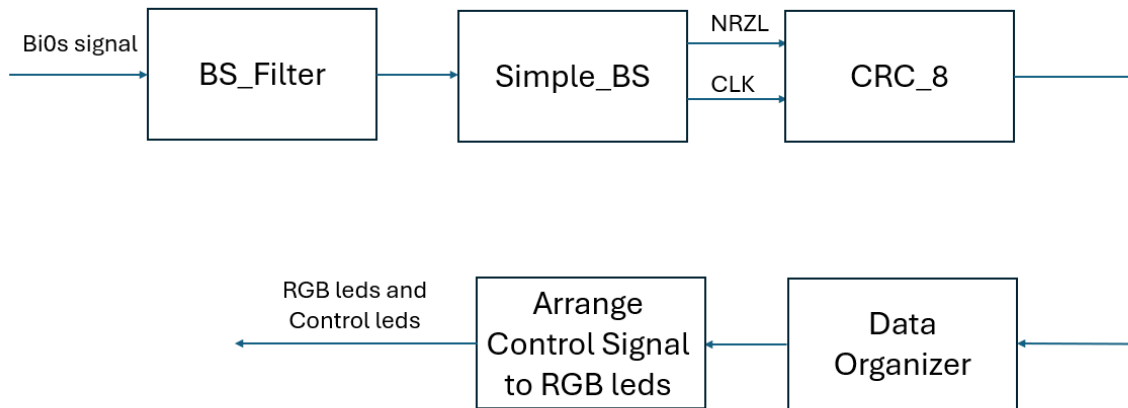 Bi0s signal
BS_Filter
Simple_BS
NRZL
CLK
CRC_8
RGB leds and
Control leds
Arrange
Control Signal
to RGB leds
Data
Organizer